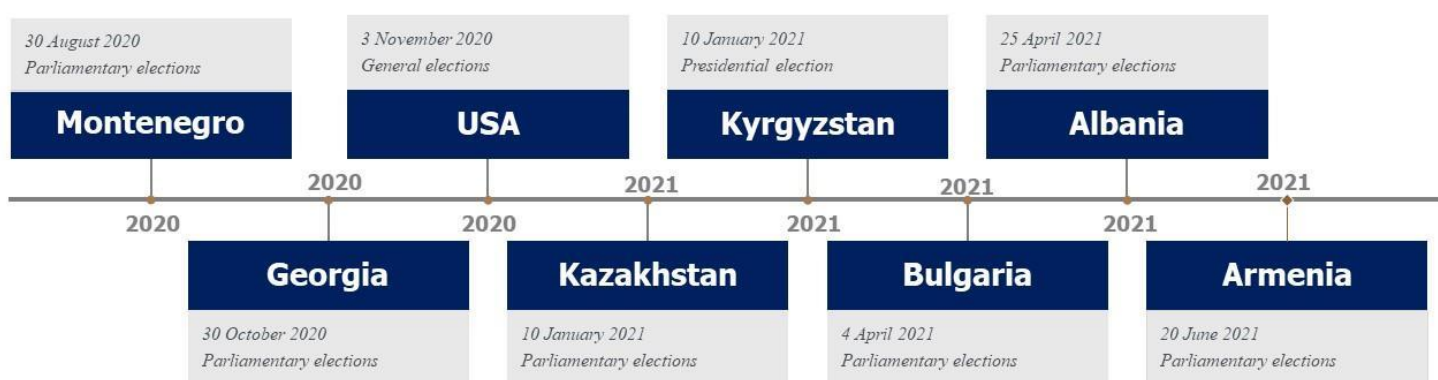 30 August 2020
Parliamentary elections
Montenegro
2020
3 November 2020
General elections
USA
2020
10 January 2021
Presidential election
Kyrgyzstan
2021
25 April 2021
Parliamentary elections
Albania
2021
2020
Georgia
30 October 2020
Parliamentary elections
2021
Kazakhstan
10 January 2021
Parliamentary elections
2021
Bulgaria
4 April 2021
Parliamentary elections
2021
Armenia
20 June 2021
Parliamentary elections